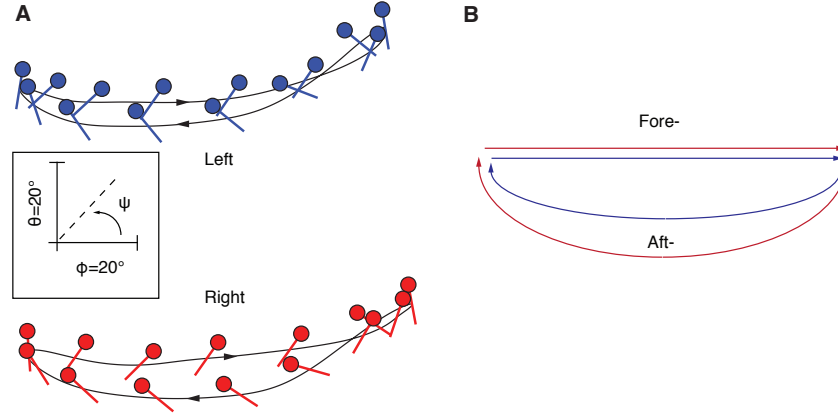 A
B
Left
Fore-
Aft-
θ=20°
ψ
ϕ=20°
Right